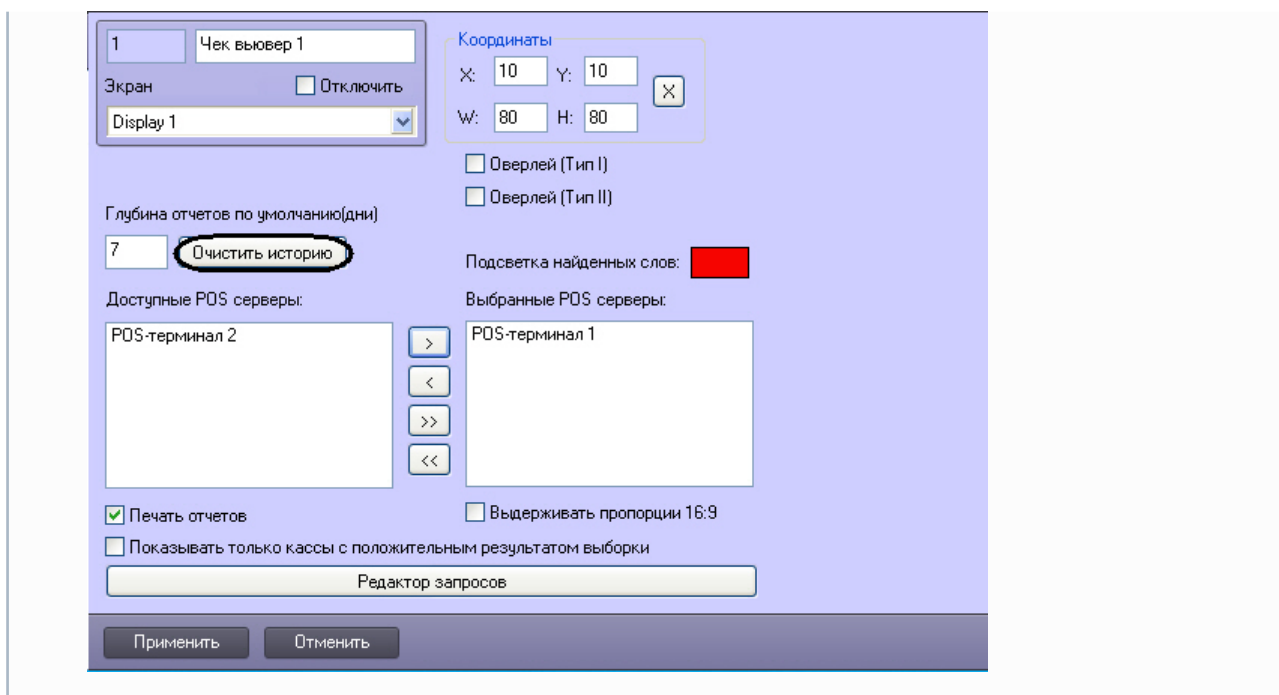 1 Чек вьювер 1
Экран Отключить
Display 1
Координаты
X: 10 Y: 10 X
W: 80 H: 80
Оверлей (Тип I)
Оверлей (Тип II)
Глубина отчетов по умолчанию(дни)
7 Очистить историю
Подсветка найденных слов:
Доступные POS серверы:
POS-терминал 2
>
<
>>
<<
Выбранные POS серверы:
POS-терминал 1
Печать отчетов
Выдерживать пропорции 16:9
Показывать только кассы с положительным результатом выборки
Редактор запросов
Применить Отменить